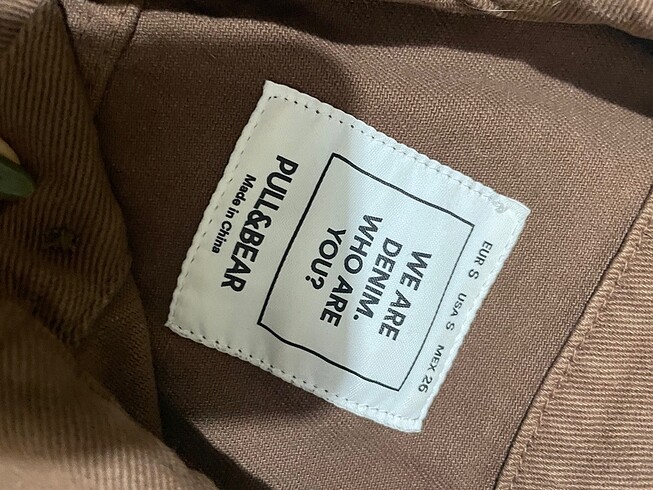 EUR S USA S MEX 26
WE ARE
DENIM.
WHO ARE
YOU?
PULL&BEAR
Made in China